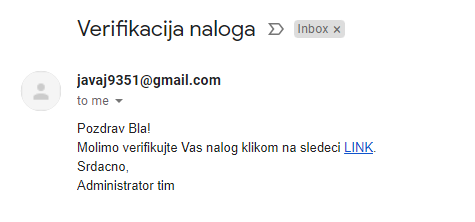 Verifikacija naloga
Inbox x
javaj9351@gmail.com
to me
Pozdrav Bla!
Molimo verifikujte Vas nalog klikom na sledeci LINK.
Srdacno,
Administrator tim